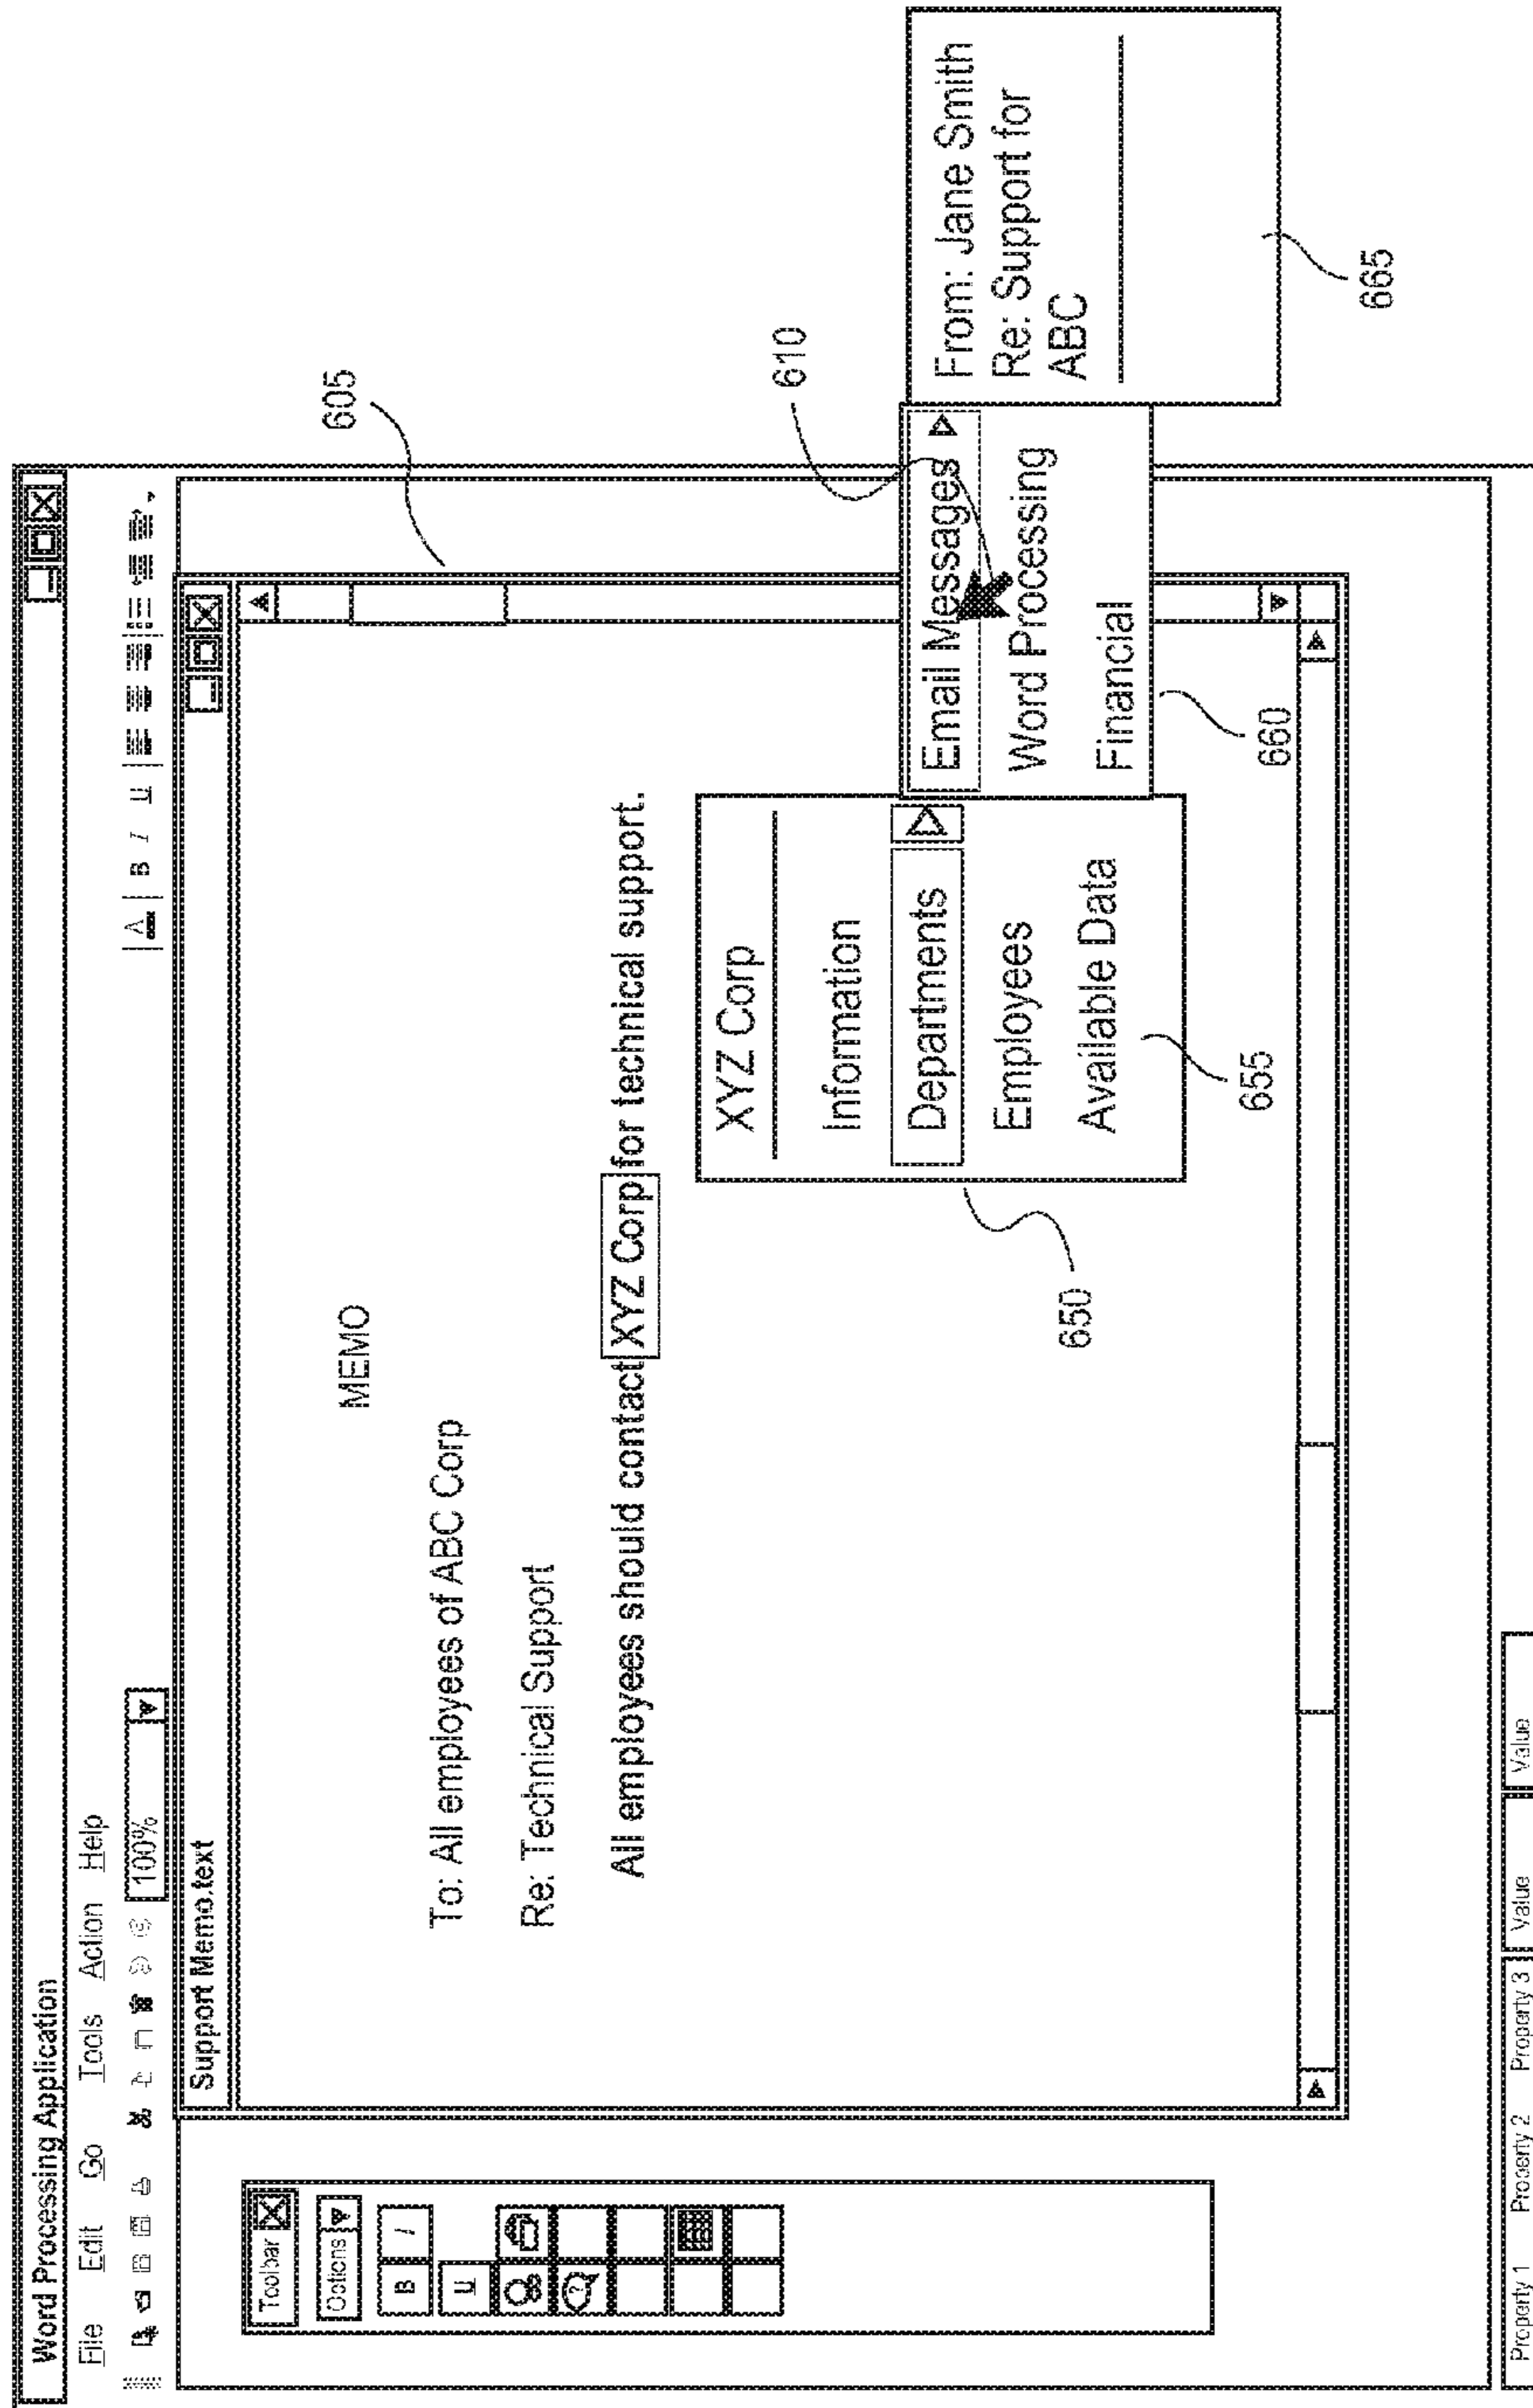 Word Processing Application
File Edit Go Tools Action Help
100%
A B I U
Support Memo.text
Toolbar
Options
B I
U
MEMO
To: All employees of ABC Corp
Re: Technical Support
All employees should contact XYZ Corp for technical support.
XYZ Corp
Information
Departments
Employees
Available Data
Email Messages
Word Processing
Financial
From: Jane Smith
Re: Support for
ABC
605
610
650
655
660
665
Property 1 Property 2 Property 3 Value Value